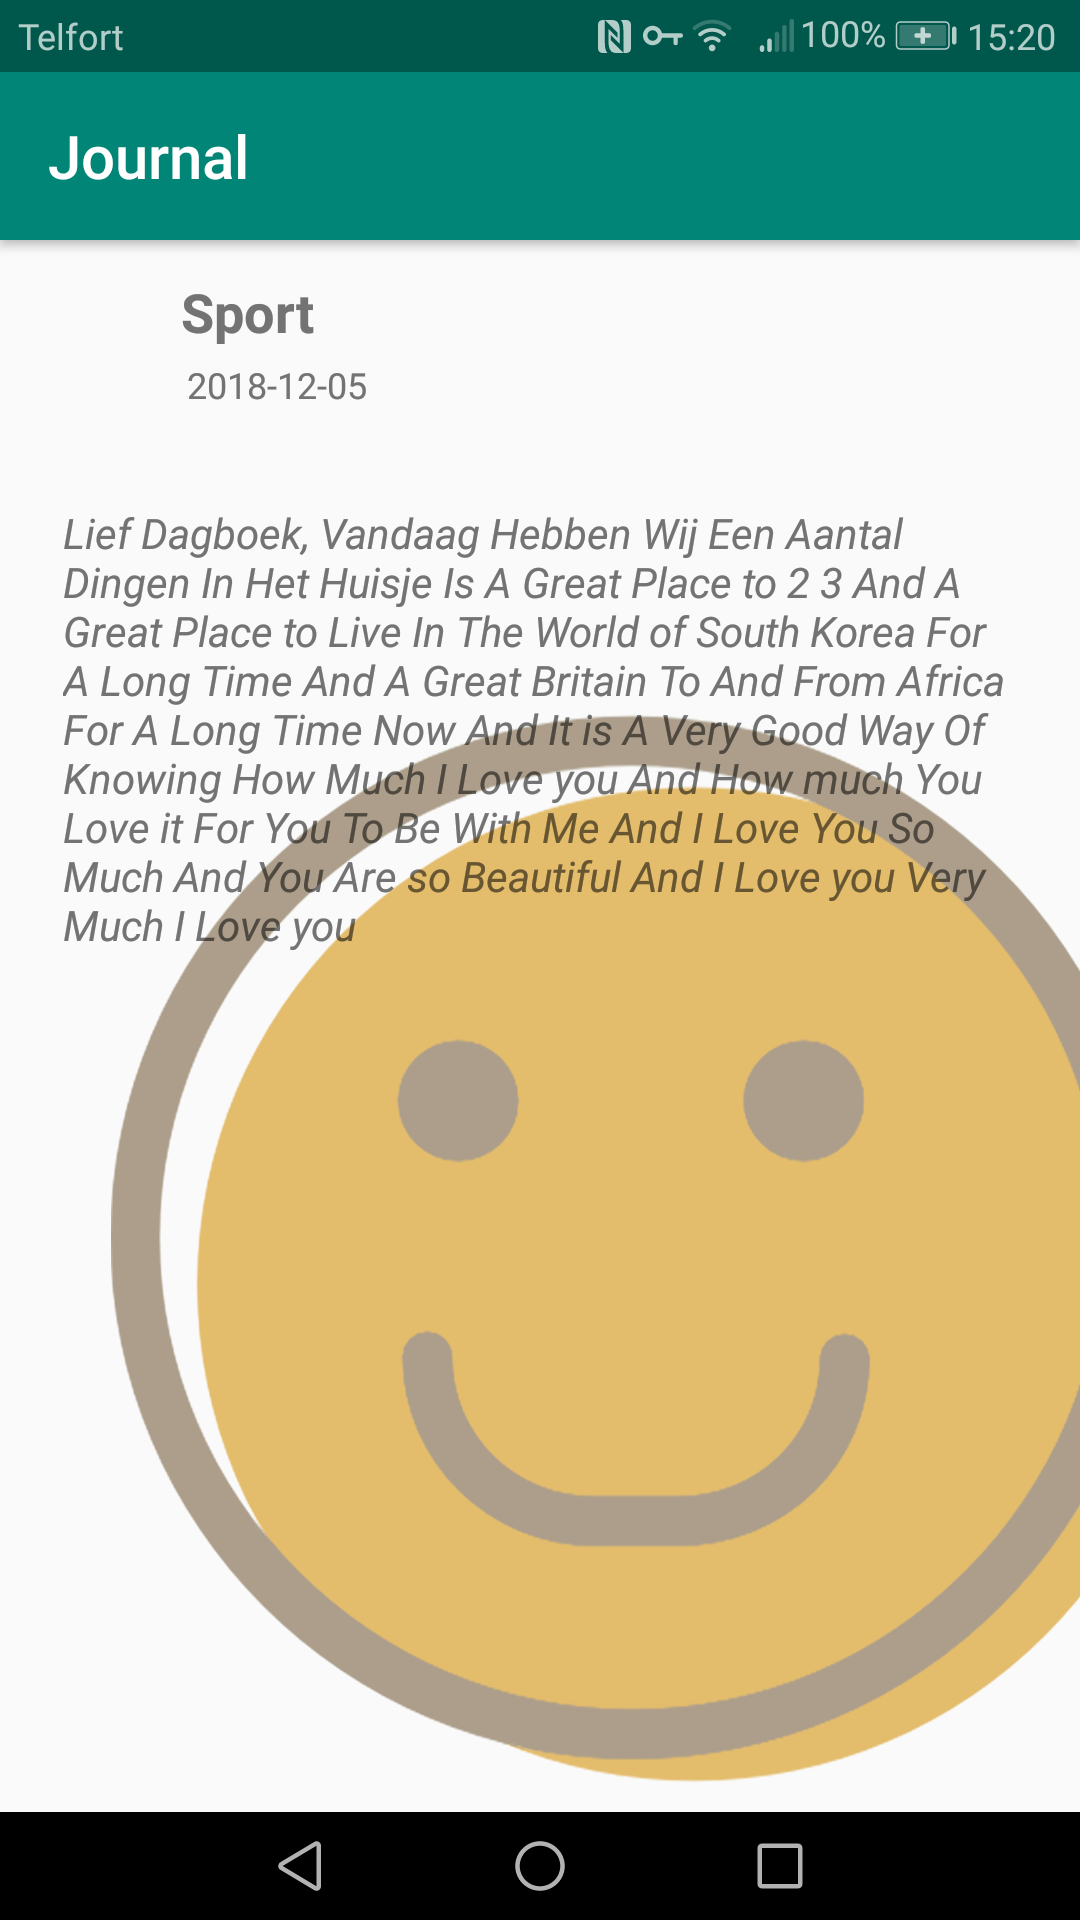 Telfort 100% 15:20
Journal
Sport
2018-12-05
Lief Dagboek, Vandaag Hebben Wij Een Aantal
Dingen In Het Huisje Is A Great Place to 2 3 And A
Great Place to Live In The World of South Korea For
A Long Time And A Great Britain To And From Africa
For A Long Time Now And It is A Very Good Way Of
Knowing How Much I Love you And How much You
Love it For You To Be With Me And I Love You So
Much And You Are so Beautiful And I Love you Very
Much I Love you